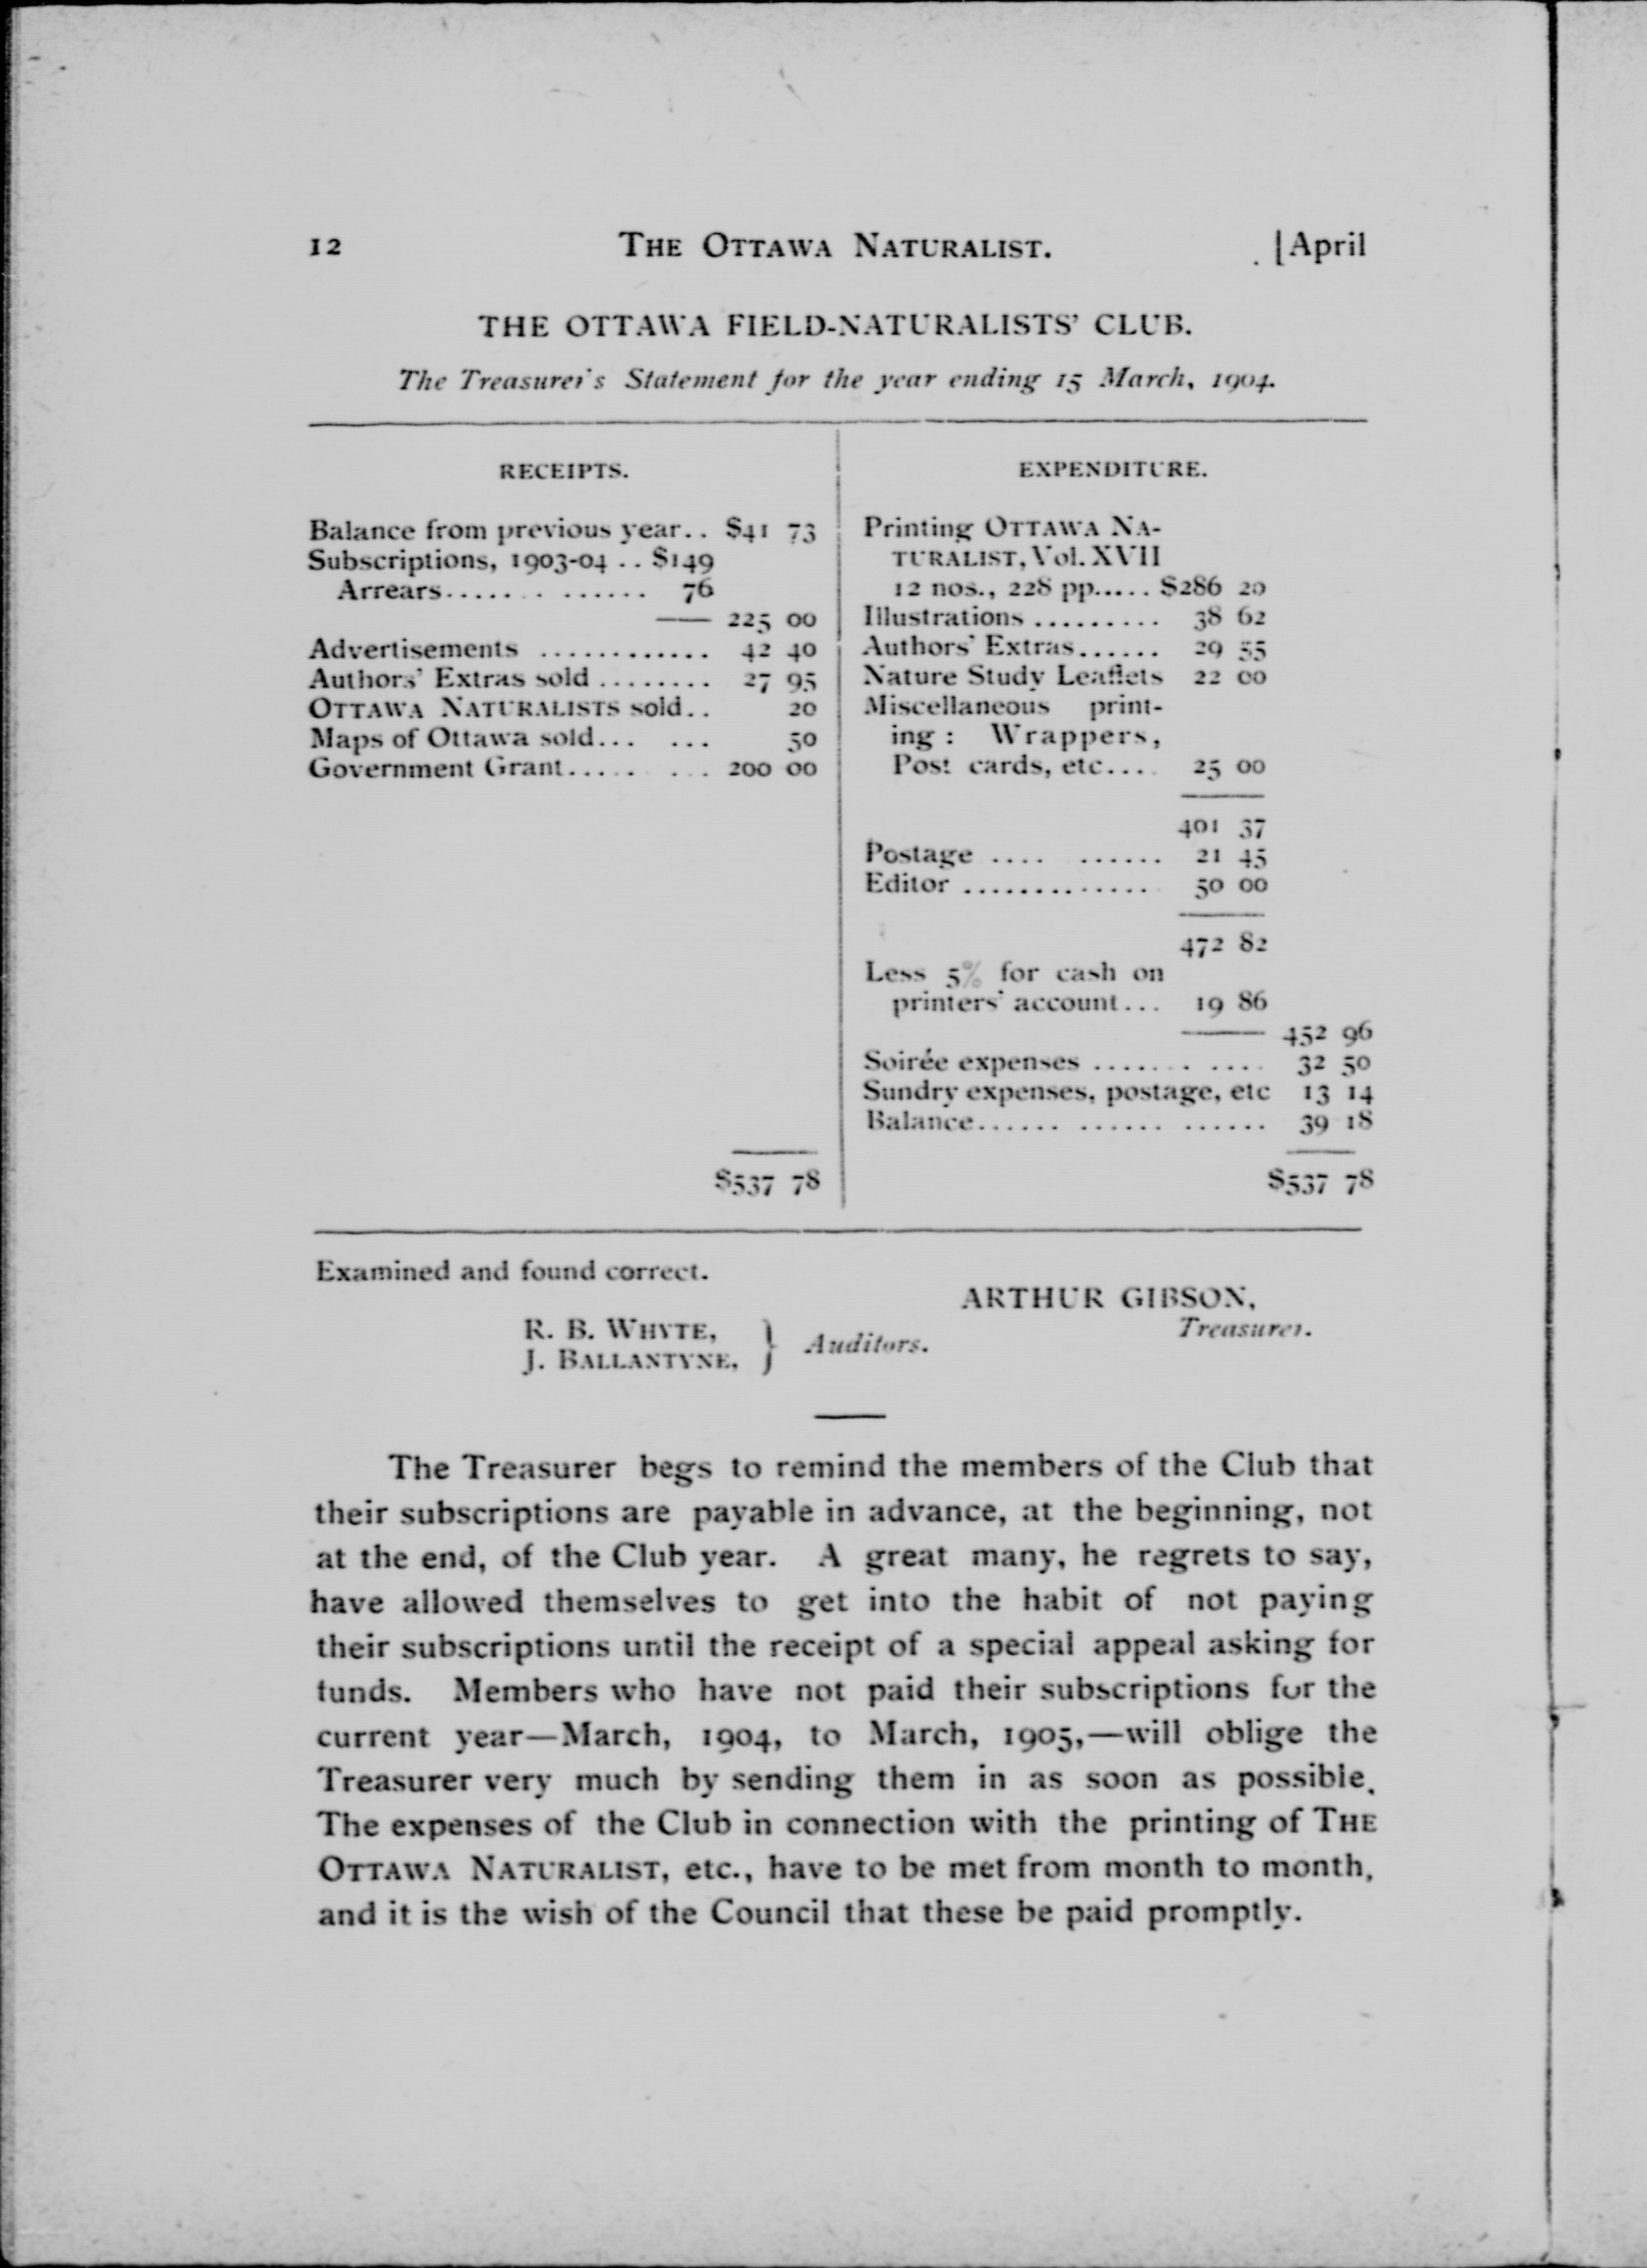 12 THE OTTAWA NATURALIST. [April
THE OTTAWA FIELD-NATURALISTS' CLUB.
The Treasurer's Statement for the year ending 15 March, 1904.
RECEIPTS.
Balance from previous year.. $41 73
Subscriptions, 1903-04 .. $149
Arrears...... . ...... 76
—— 225 00
Advertisements ............ 42 40
Authors' Extras sold ........ 27 95
OTTAWA NATURALISTS sold.. 20
Maps of Ottawa sold... ... 50
Government Grant..... ... 200 00
$537 78
EXPENDITURE.
Printing OTTAWA NA-
TURALIST, Vol. XVII
12 nos., 228 pp..... $286 20
Illustrations ......... 38 62
Authors' Extras...... 29 55
Nature Study Leaflets 22 00
Miscellaneous print-
ing : Wrappers,
Post cards, etc.... 25 00
401 37
Postage .... ...... 21 45
Editor ............. 50 00
472 82
Less 5% for cash on
printers' account... 19 86
—— 452 96
Soirée expenses ...... . .... 32 50
Sundry expenses, postage, etc 13 14
Balance...... ...... ...... 39 18
$537 78
Examined and found correct.
ARTHUR GIBSON,
Treasurer.
R. B. WHYTE,
J. BALLANTYNE, } Auditors.
The Treasurer begs to remind the members of the Club that
their subscriptions are payable in advance, at the beginning, not
at the end, of the Club year. A great many, he regrets to say,
have allowed themselves to get into the habit of not paying
their subscriptions until the receipt of a special appeal asking for
funds. Members who have not paid their subscriptions for the
current year—March, 1904, to March, 1905,—will oblige the
Treasurer very much by sending them in as soon as possible.
The expenses of the Club in connection with the printing of THE
OTTAWA NATURALIST, etc., have to be met from month to month,
and it is the wish of the Council that these be paid promptly.